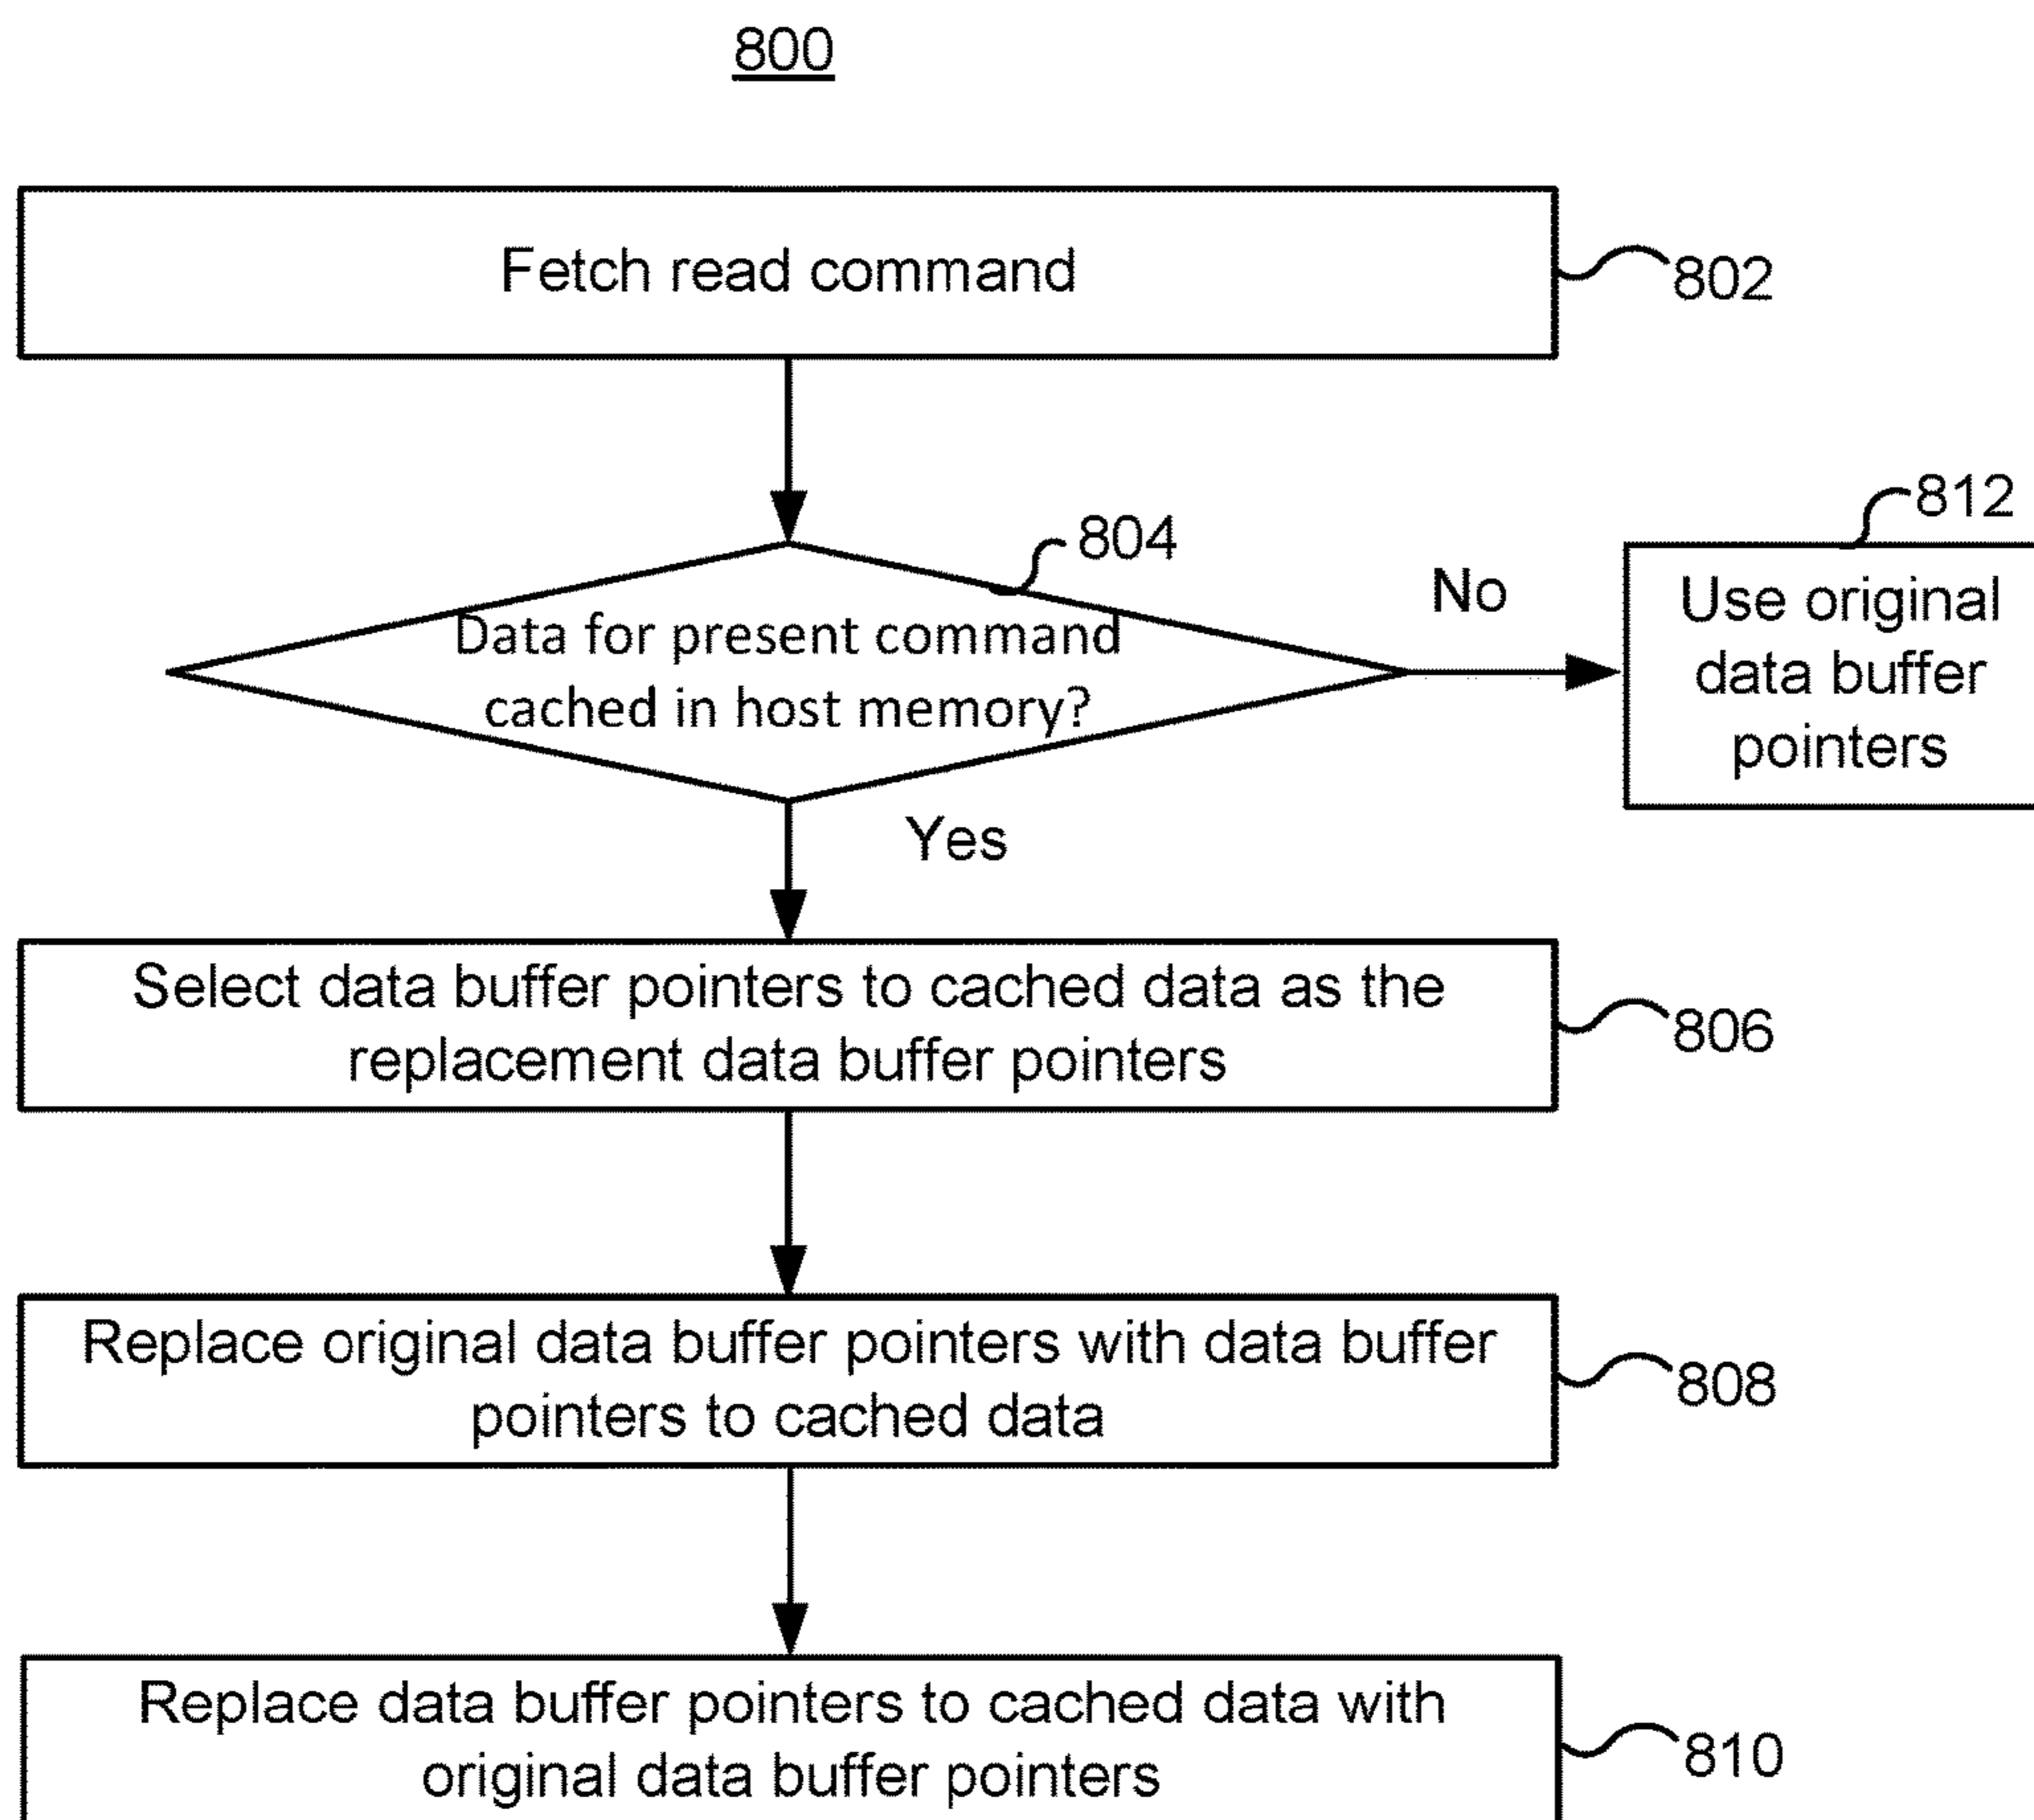 800
Fetch read command
802
804
Data for present command
cached in host memory?
No
812
Use original
data buffer
pointers
Yes
Select data buffer pointers to cached data as the
replacement data buffer pointers
806
Replace original data buffer pointers with data buffer
pointers to cached data
808
Replace data buffer pointers to cached data with
original data buffer pointers
810